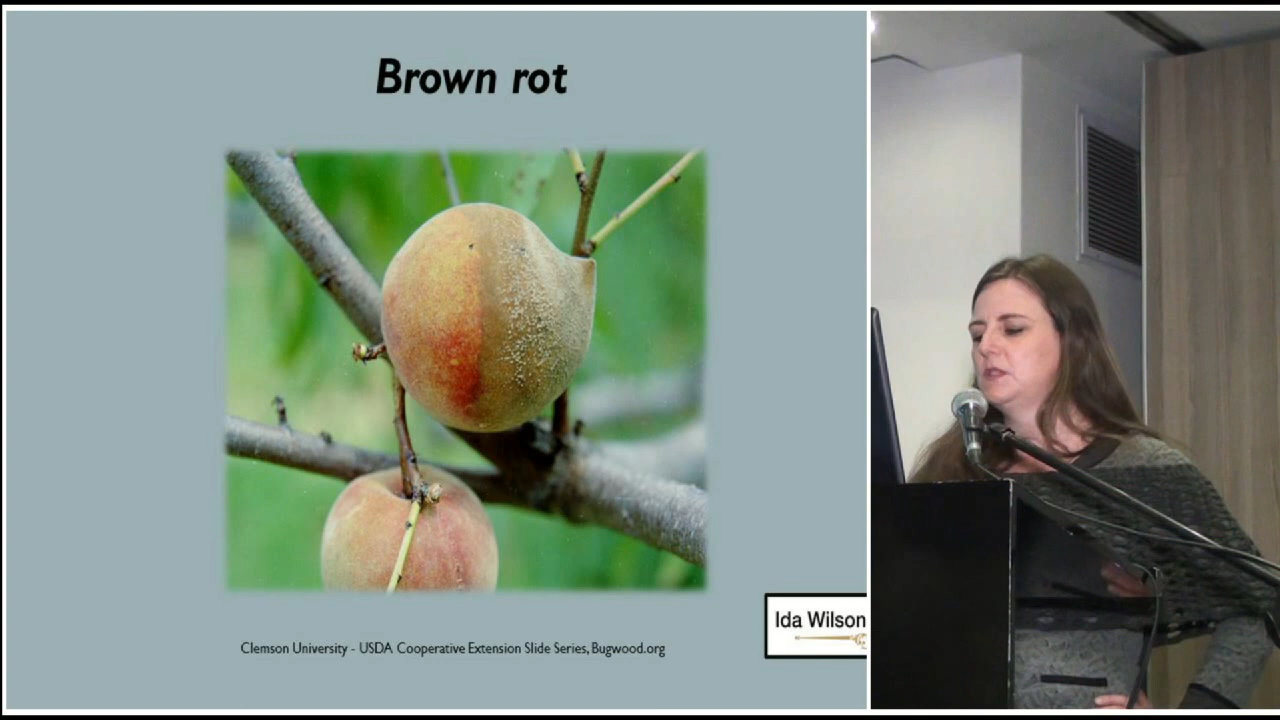 Brown rot
Ida Wilson
Clemson University - USDA Cooperative Extension Slide Series, Bugwood.org